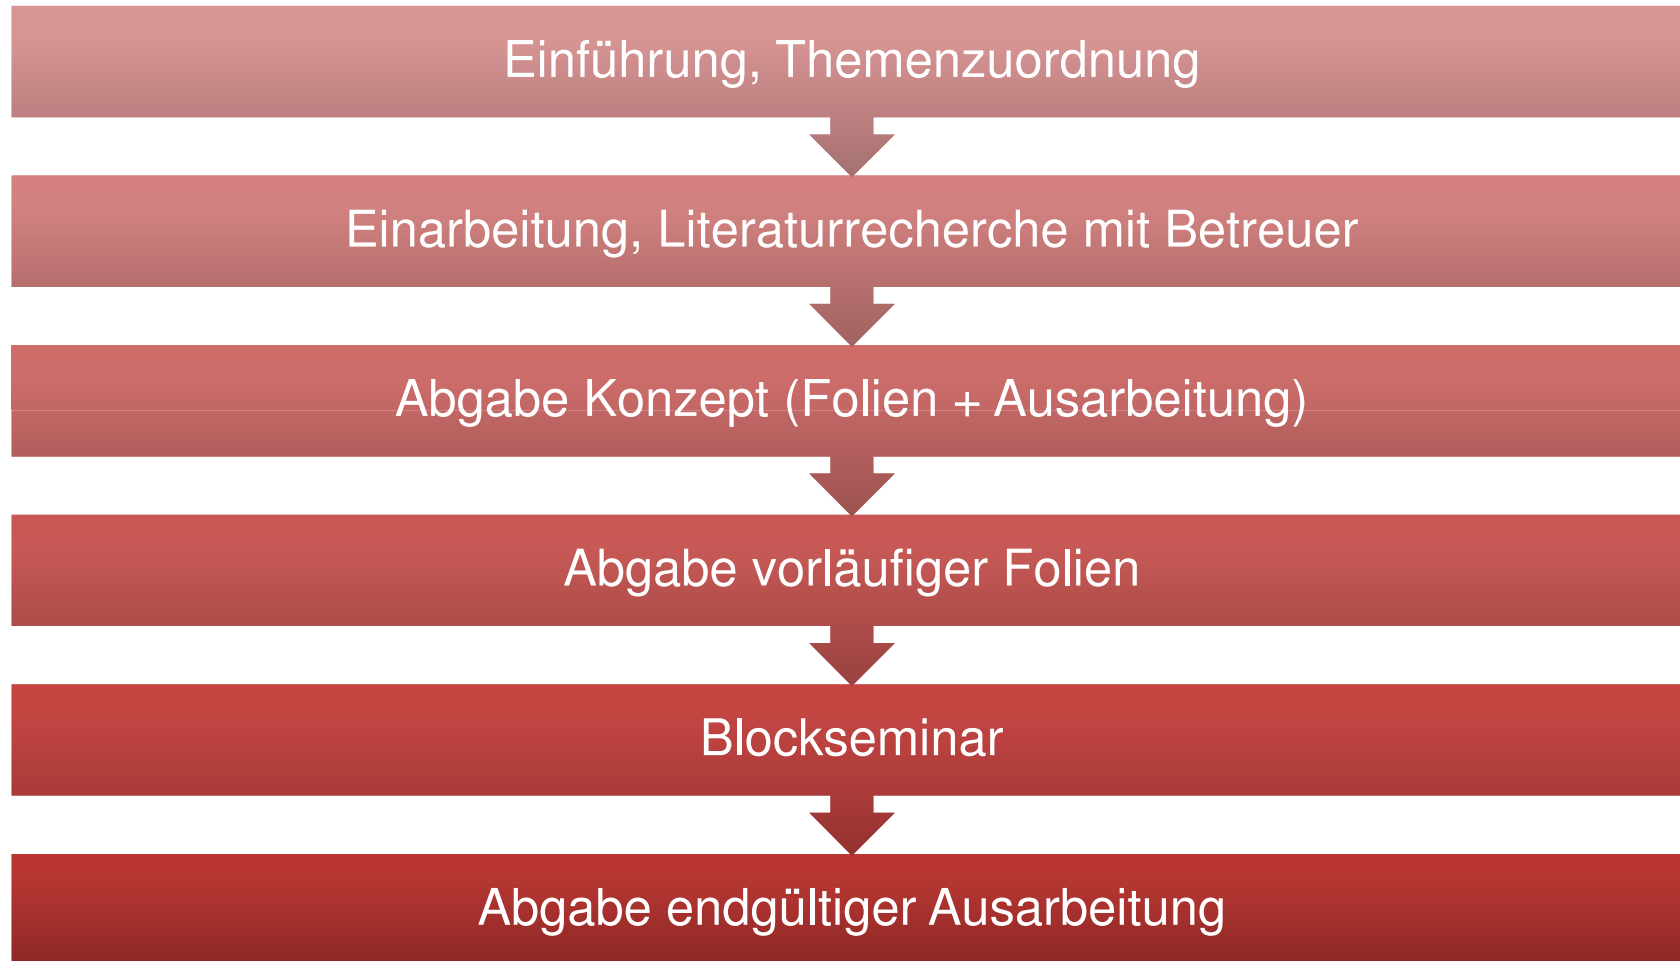 Einführung, Themenzuordnung
Einarbeitung, Literaturrecherche mit Betreuer
Abgabe Konzept (Folien + Ausarbeitung)
Abgabe vorläufiger Folien
Blockseminar
Abgabe endgültiger Ausarbeitung